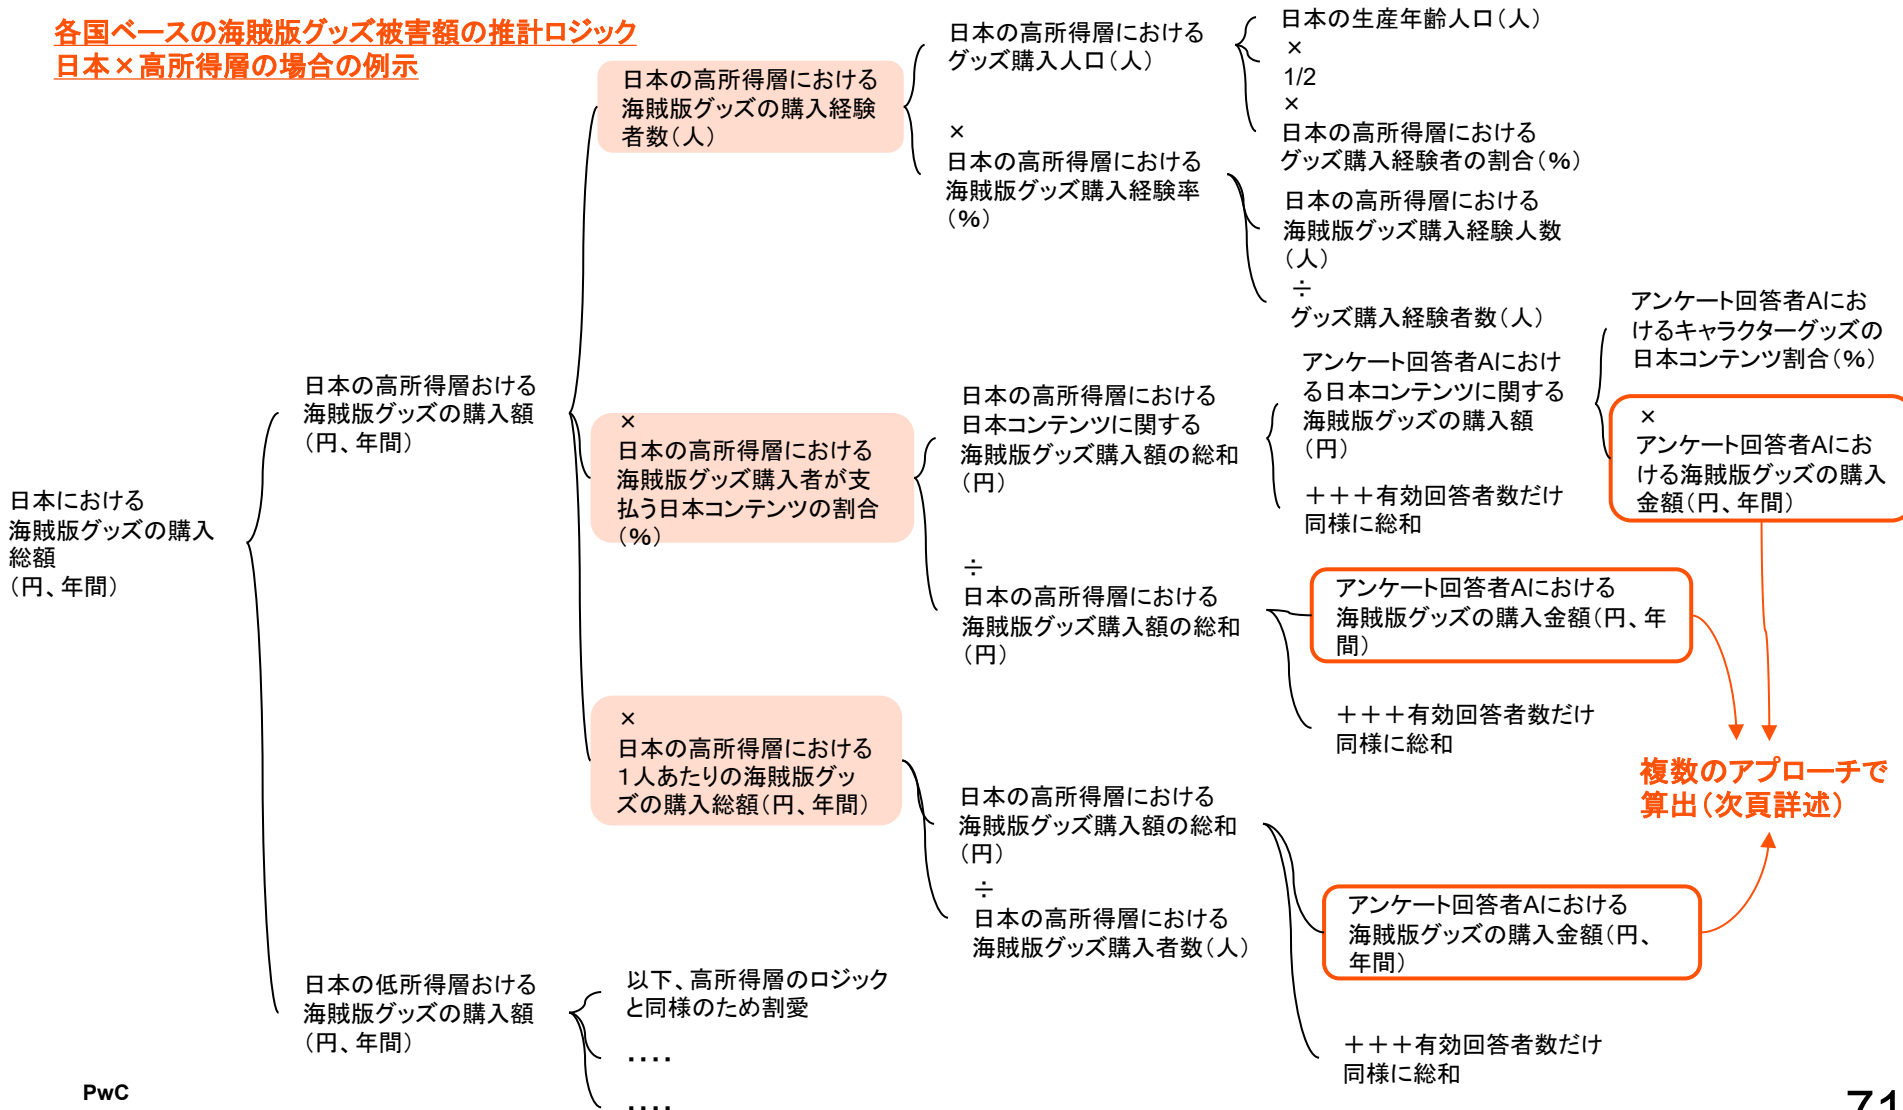 各国ベースの海賊版グッズ被害額の推計ロジック
日本×高所得層の場合の例示
日本における
海賊版グッズの購入
総額
（円、年間）
日本の高所得層おける
海賊版グッズの購入額
（円、年間）
日本の高所得層における
海賊版グッズの購入経験
者数（人）
日本の高所得層における
グッズ購入人口（人）
日本の生産年齢人口（人）
×
1/2
×
日本の高所得層における
グッズ購入経験者の割合（%）
×
日本の高所得層における
海賊版グッズ購入経験率
（%）
日本の高所得層における
海賊版グッズ購入経験人数
（人）
÷
グッズ購入経験者数（人）
×
日本の高所得層における
海賊版グッズ購入者が支
払う日本コンテンツの割合
（%）
日本の高所得層における
日本コンテンツに関する
海賊版グッズ購入額の総和
（円）
アンケート回答者Aにおけ
る日本コンテンツに関する
海賊版グッズの購入額
（円）
アンケート回答者Aにお
けるキャラクターグッズの
日本コンテンツ割合（%）
×
アンケート回答者Aにお
ける海賊版グッズの購入
金額（円、年間）
＋＋＋有効回答者数だけ
同様に総和
÷
日本の高所得層における
海賊版グッズ購入額の総和
（円）
アンケート回答者Aにおける
海賊版グッズの購入金額（円、年
間）
＋＋＋有効回答者数だけ
同様に総和
×
日本の高所得層における
１人あたりの海賊版グッ
ズの購入総額（円、年間）
日本の高所得層における
海賊版グッズ購入額の総和
（円）
÷
日本の高所得層における
海賊版グッズ購入者数（人）
アンケート回答者Aにおける
海賊版グッズの購入金額（円、
年間）
＋＋＋有効回答者数だけ
同様に総和
複数のアプローチで
算出（次頁詳述）
日本の低所得層おける
海賊版グッズの購入額
（円、年間）
以下、高所得層のロジック
と同様のため割愛
・・・・
・・・・
PwC
71